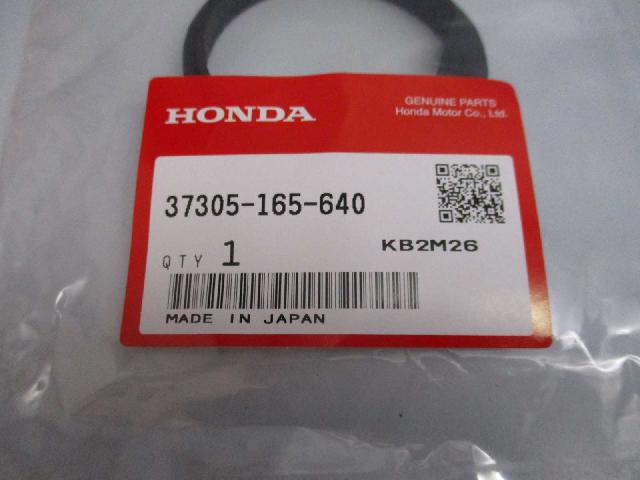 HONDA
GENUINE PARTS
Honda Motor Co., Ltd.
37305-165-640
QTY 1
KB2M26
MADE IN JAPAN